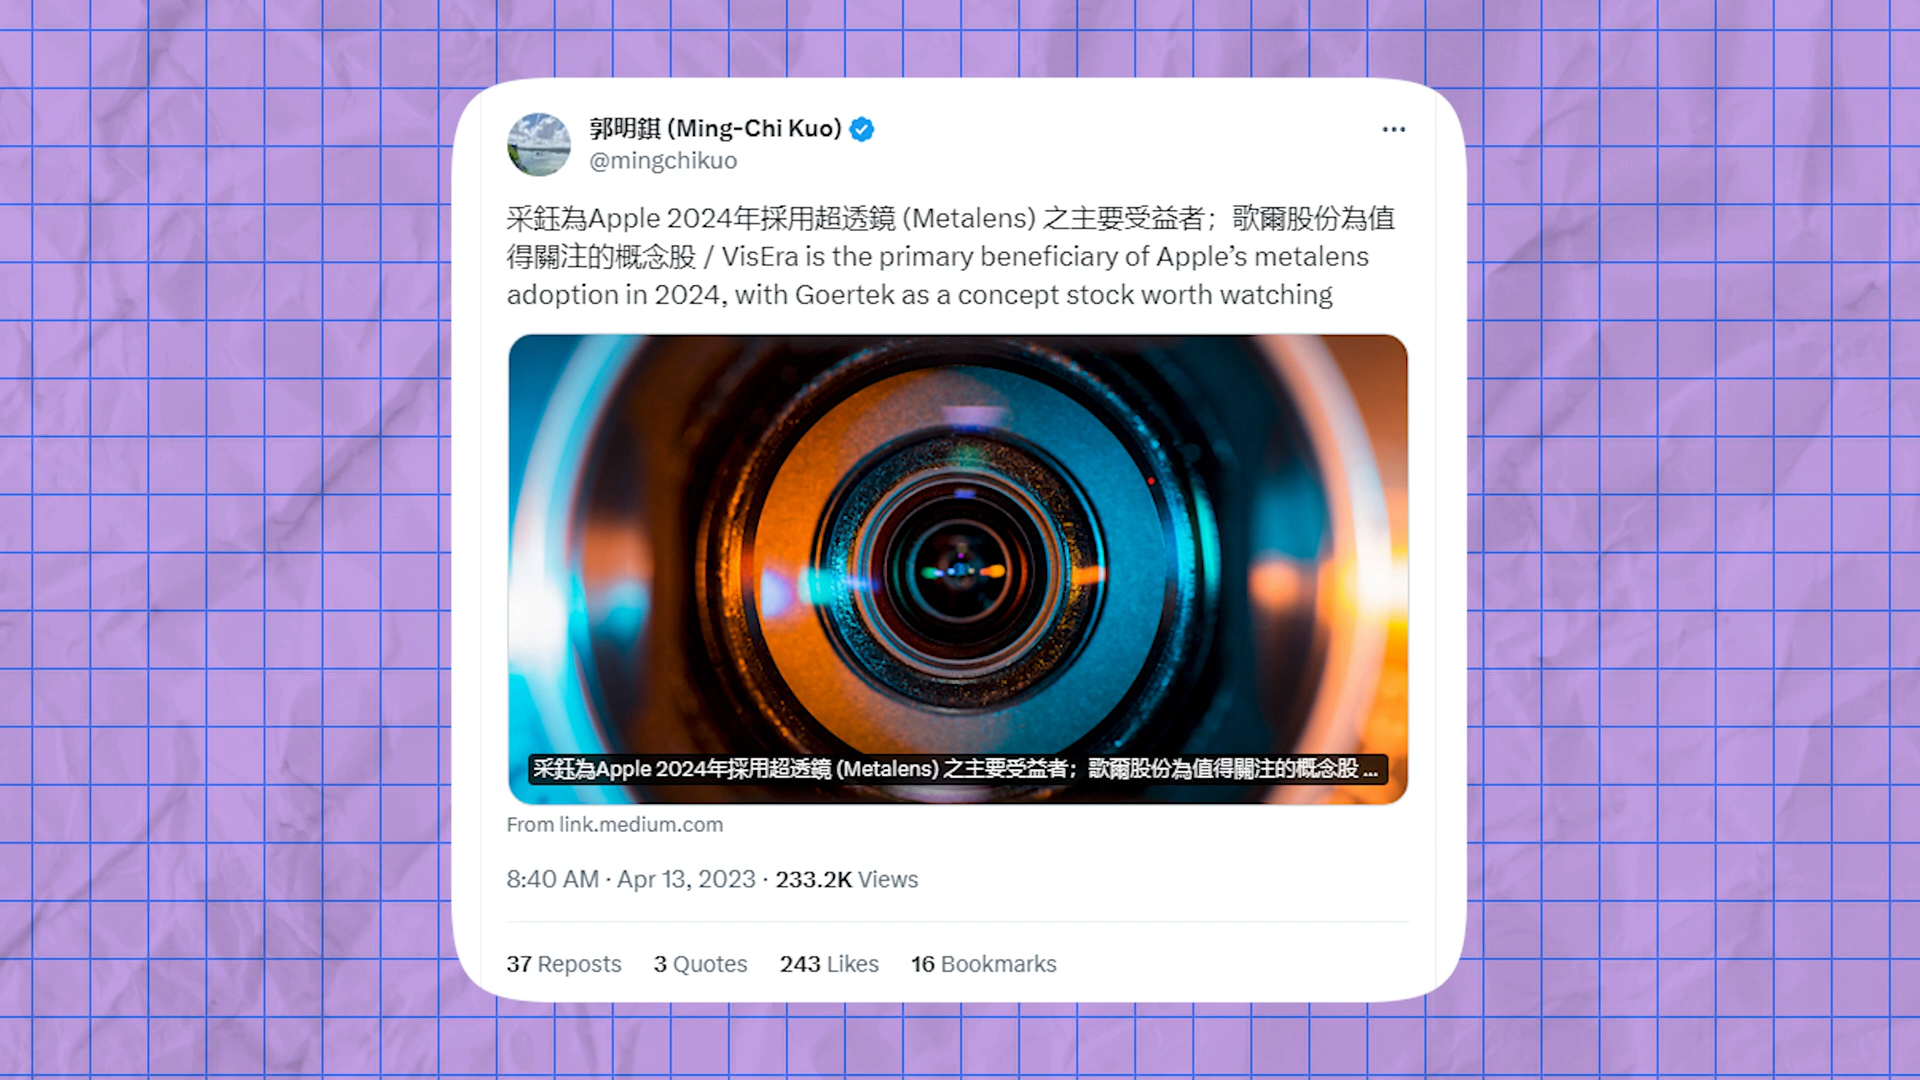 郭明錤 (Ming-Chi Kuo)
@mingchikuo
采鈺為Apple 2024年採用超透鏡 (Metalens) 之主要受益者；歌爾股份為值
得關注的概念股 / VisEra is the primary beneficiary of Apple’s metalens
adoption in 2024, with Goertek as a concept stock worth watching
采鈺為Apple 2024年採用超透鏡 (Metalens) 之主要受益者；歌爾股份為值得關注的概念股 ...
From link.medium.com
8:40 AM · Apr 13, 2023 · 233.2K Views
37 Reposts 3 Quotes 243 Likes 16 Bookmarks